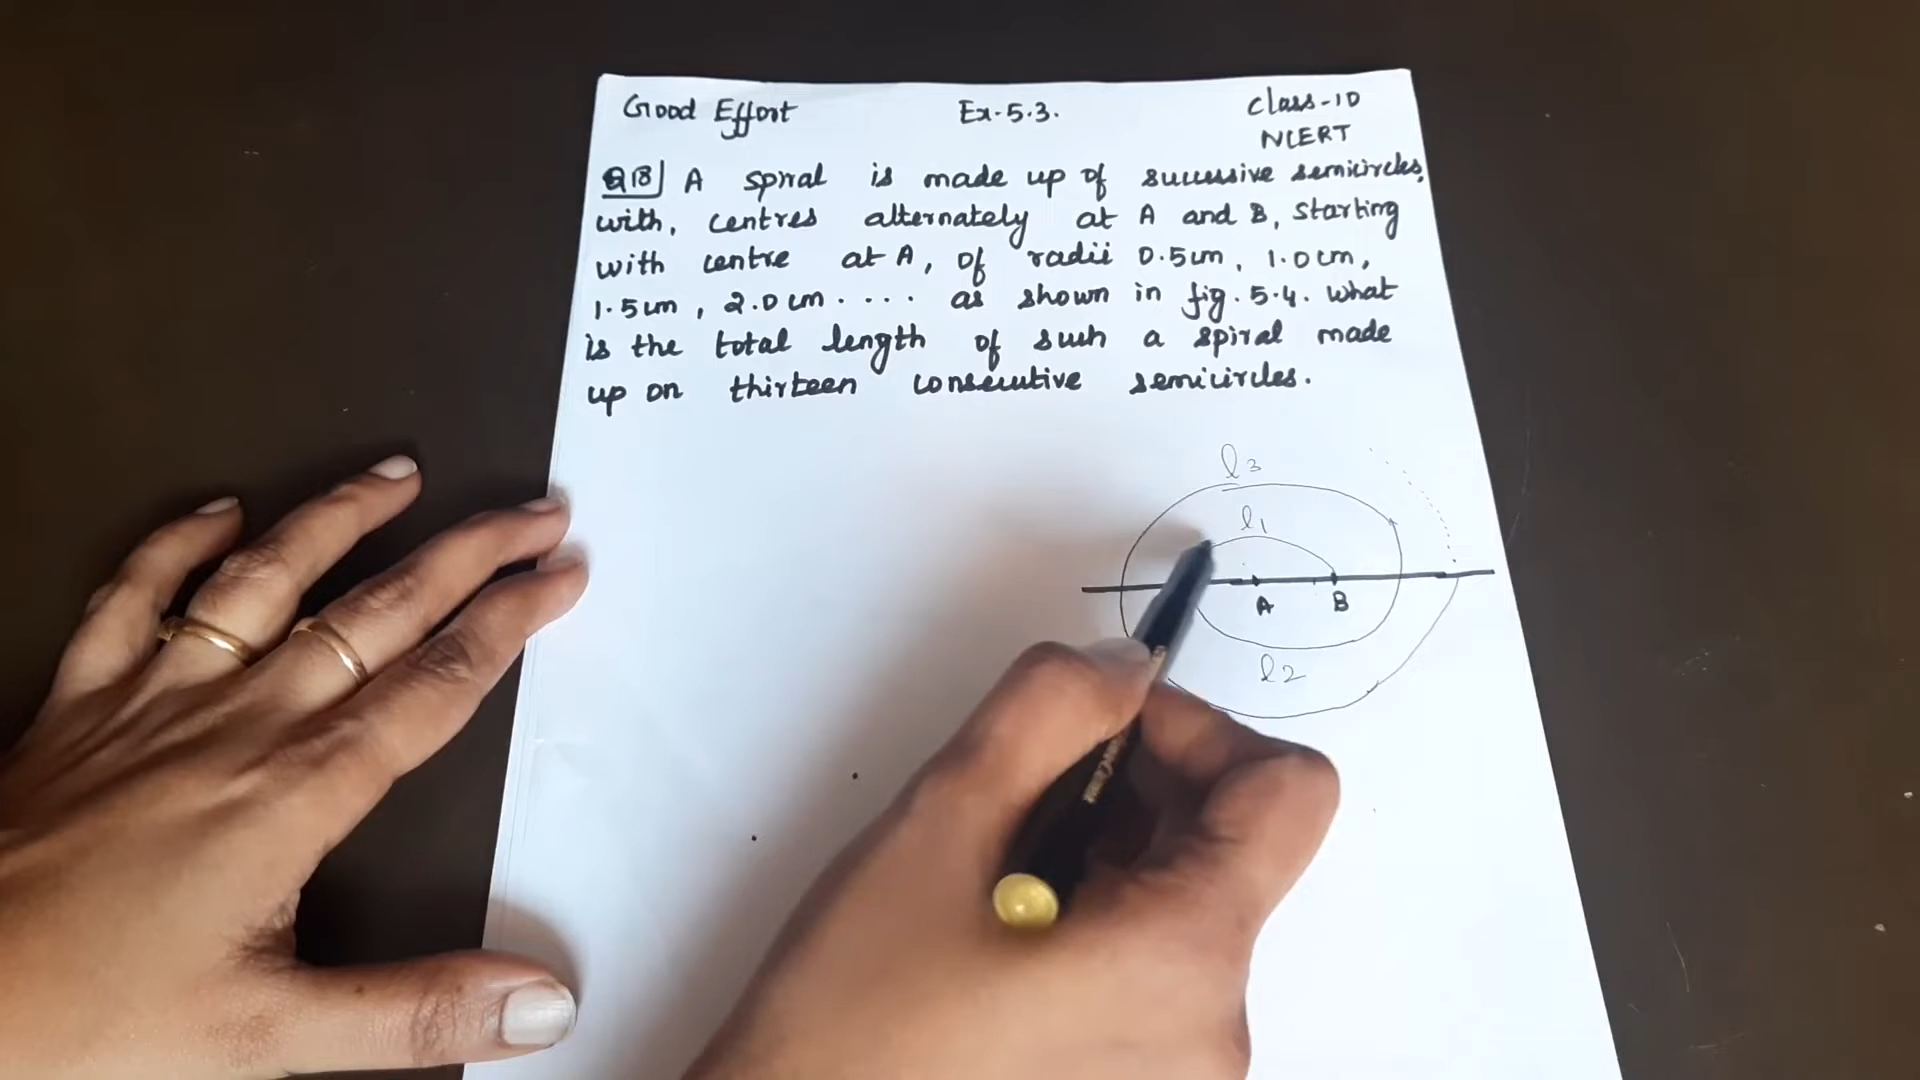 Good Effort Ex-5.3. Class-10
NCERT
Q18 A spiral is made up of successive semicircles,
with, centres alternately at A and B, starting
with centre at A, of radii 0.5cm, 1.0cm,
1.5cm, 2.0cm.... as shown in fig. 5.4. What
is the total length of such a spiral made
up on thirteen consecutive semicircles.
l3
l1
A B
l2